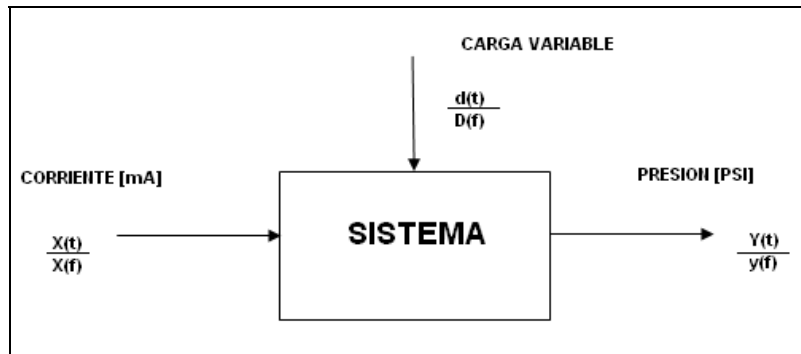 CARGA VARIABLE
d(t)
D(f)
CORRIENTE [mA]
PRESION [PSI]
SISTEMA
X(t)
X(f)
Y(t)
y(f)